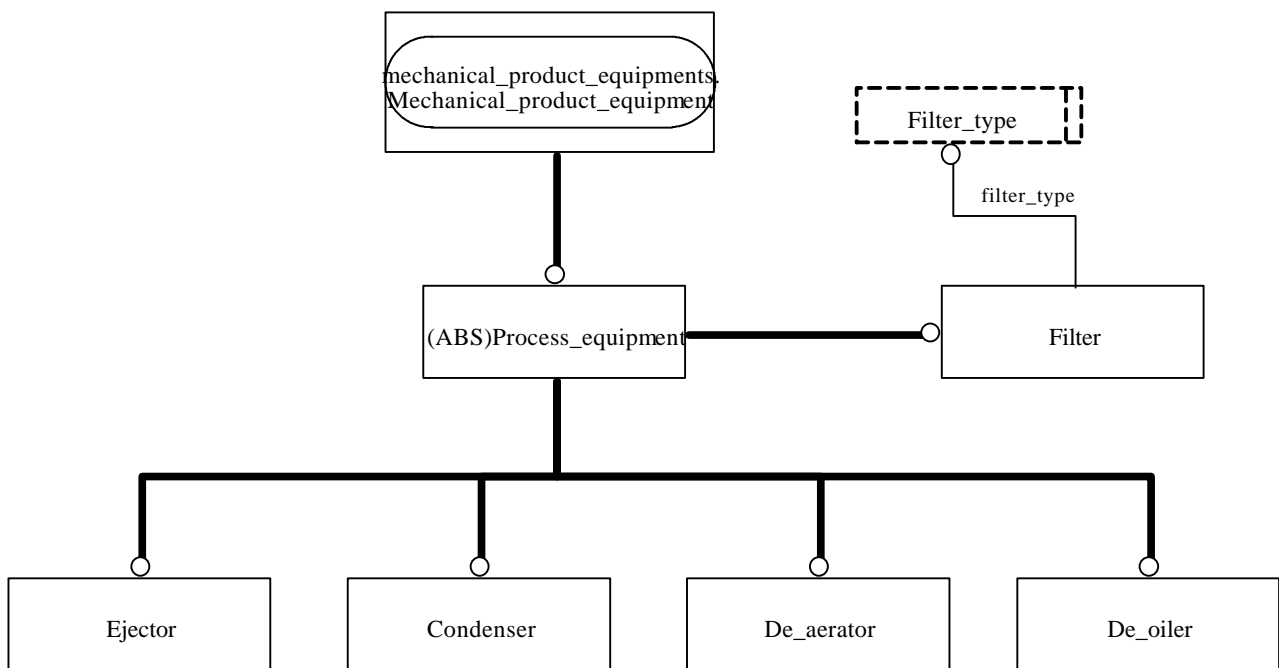 mechanical_product_equipments.
Mechanical_product_equipment
Filter_type
filter_type
(ABS)Process_equipment
Filter
Ejector
Condenser
De_aerator
De_oiler